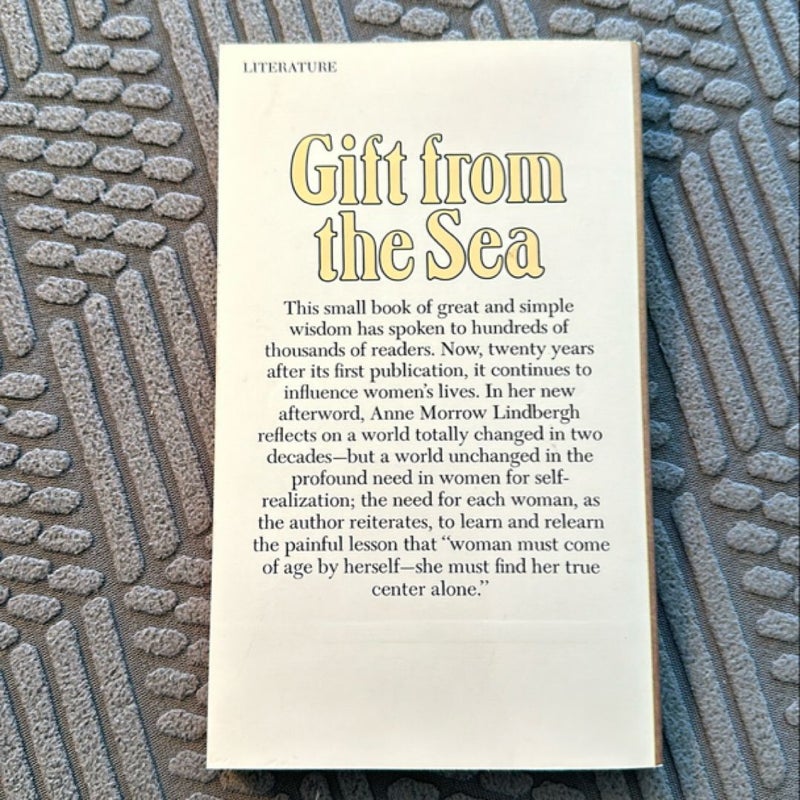 LITERATURE
Gift from
the Sea
This small book of great and simple
wisdom has spoken to hundreds of
thousands of readers. Now, twenty years
after its first publication, it continues to
influence women's lives. In her new
afterword, Anne Morrow Lindbergh
reflects on a world totally changed in two
decades—but a world unchanged in the
profound need in women for self-
realization; the need for each woman, as
the author reiterates, to learn and relearn
the painful lesson that “woman must come
of age by herself—she must find her true
center alone.”